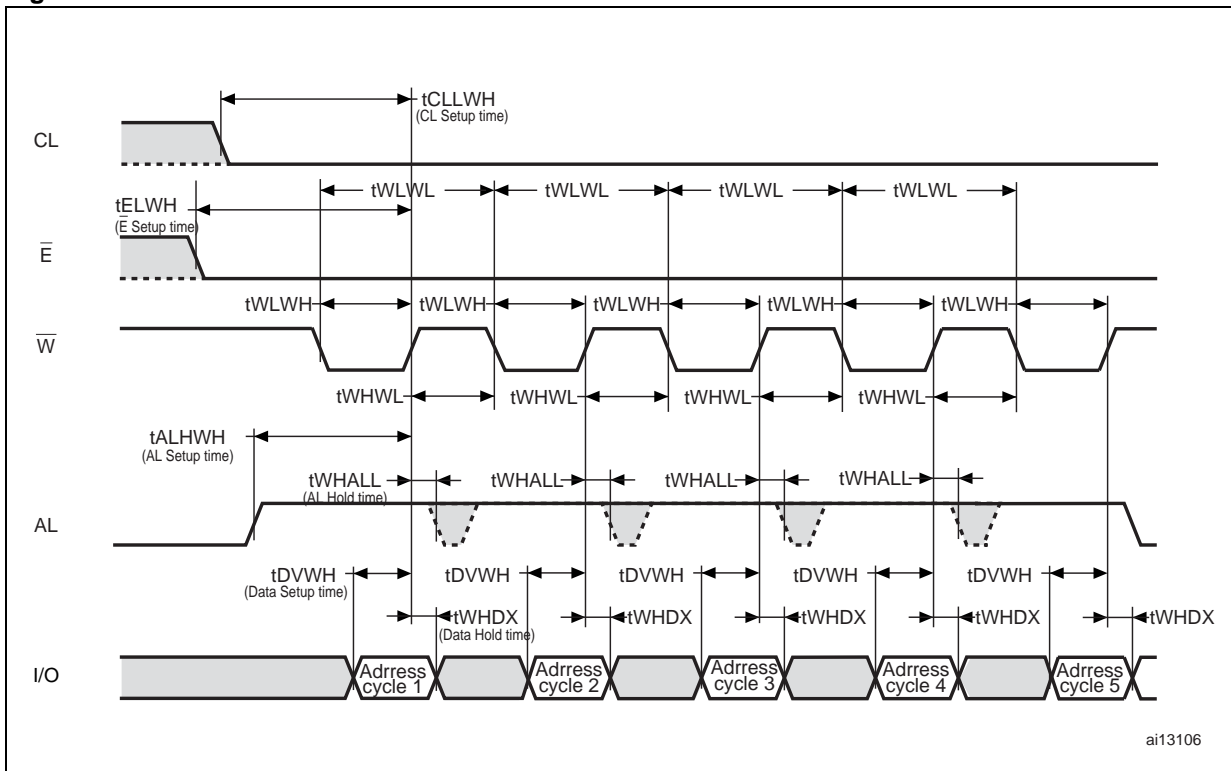 tCLLWH
(CL Setup time)
CL
tWLWL tWLWL tWLWL tWLWL
tELWH
(E̅ Setup time)
E̅
tWLWH tWLWH tWLWH tWLWH tWLWH
W̅
tWHWL tWHWL tWHWL tWHWL
tALHWH
(AL Setup time)
tWHALL tWHALL tWHALL tWHALL
(AL Hold time)
AL
tDVWH tDVWH tDVWH tDVWH tDVWH
(Data Setup time)
tWHDX tWHDX tWHDX tWHDX tWHDX
(Data Hold time)
I/O
Adrress cycle 1
Adrress cycle 2
Adrress cycle 3
Adrress cycle 4
Adrress cycle 5
ai13106